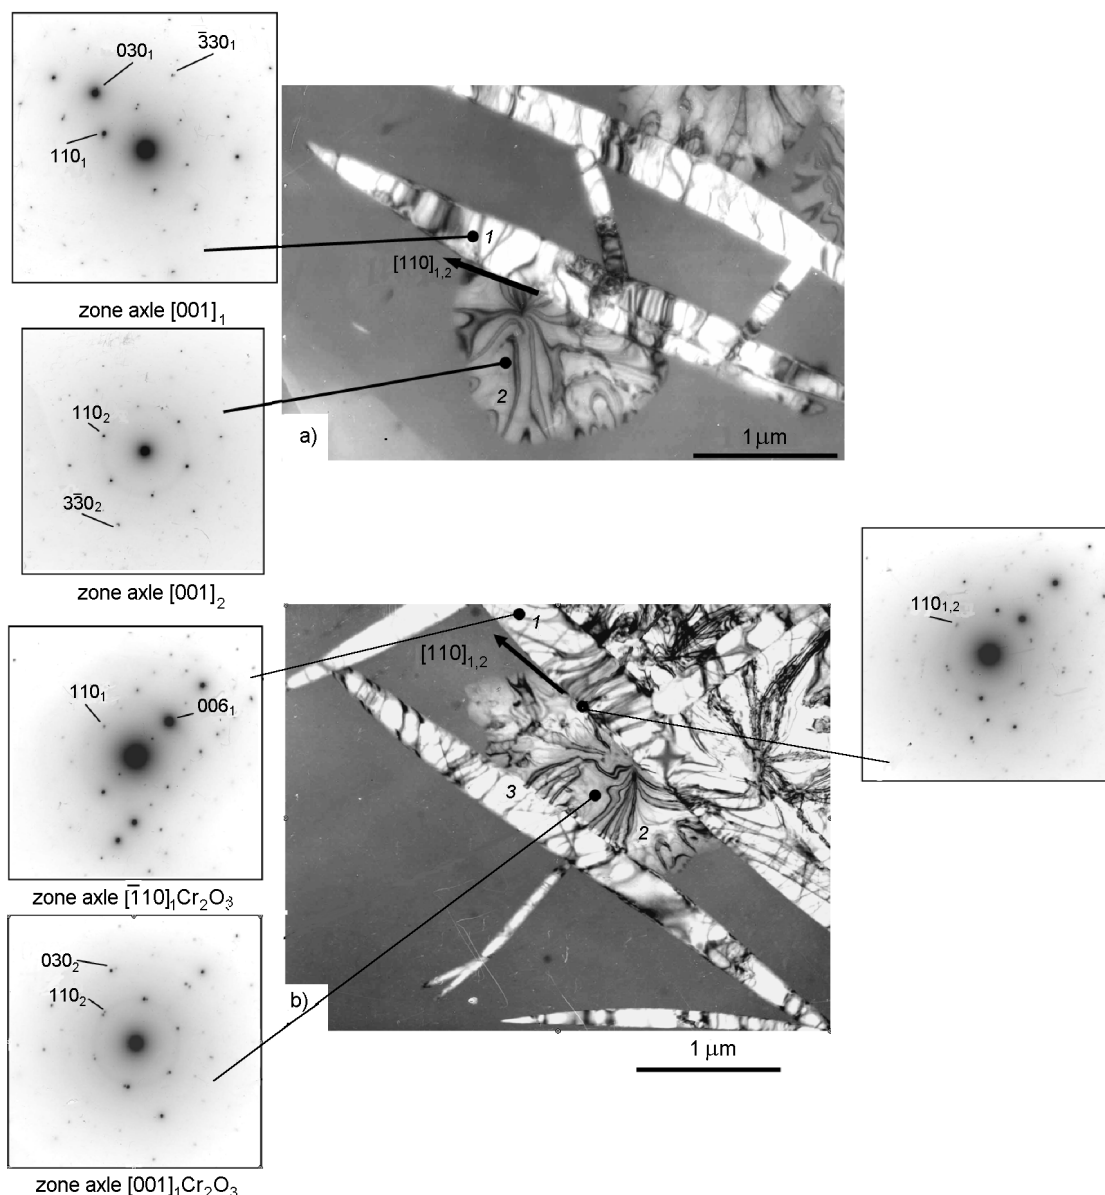 030₁
3̅30₁
110₁
zone axle [001]₁
1
[110]₁,₂
2
a)
1 μm
110₂
33̅0₂
zone axle [001]₂
110₁
006₁
zone axle [1̅10]₁Cr₂O₃
1
[110]₁,₂
3
2
b)
1 μm
110₁,₂
030₂
110₂
zone axle [001]₁Cr₂O₃